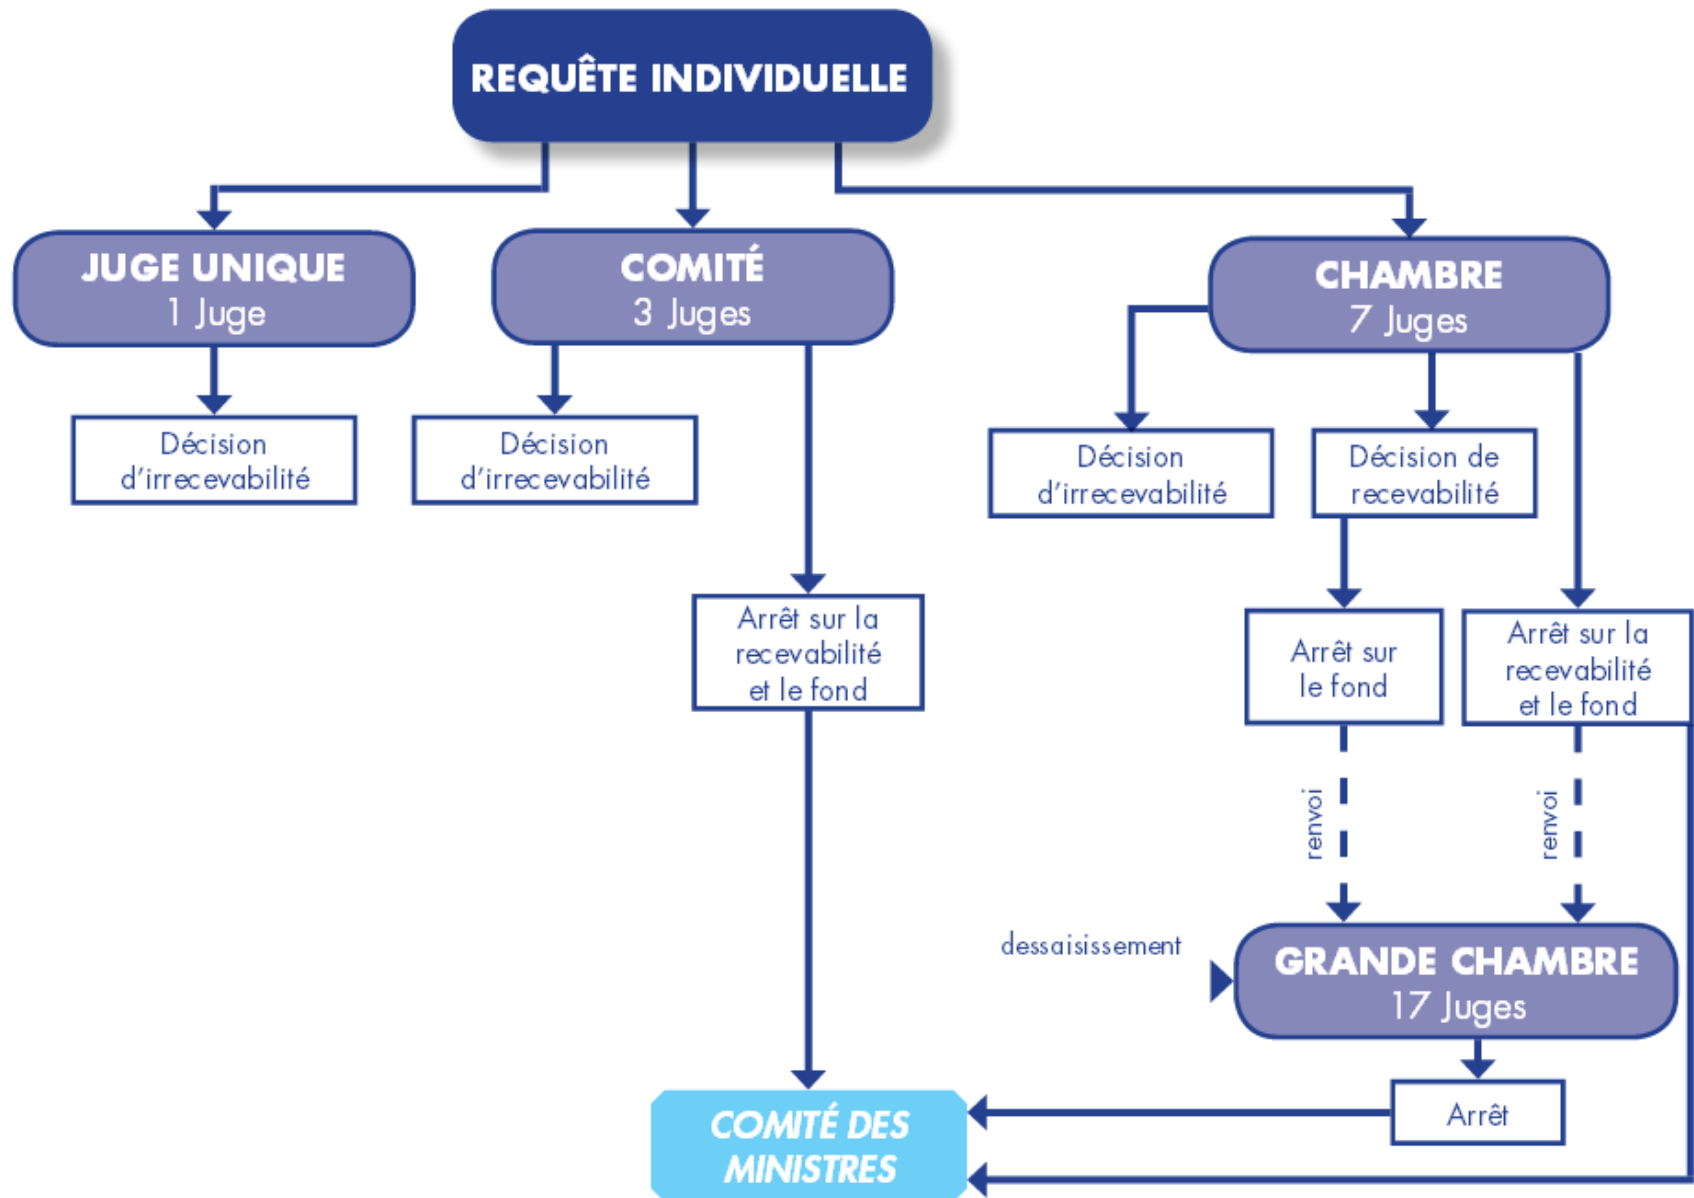 REQUÊTE INDIVIDUELLE
JUGE UNIQUE
1 Juge
COMITÉ
3 Juges
CHAMBRE
7 Juges
Décision
d'irrecevabilité
Décision
d'irrecevabilité
Décision
d'irrecevabilité
Décision de
recevabilité
Arrêt sur la
recevabilité
et le fond
Arrêt sur
le fond
Arrêt sur la
recevabilité
et le fond
renvoi
renvoi
dessaisissement
GRANDE CHAMBRE
17 Juges
Arrêt
COMITÉ DES
MINISTRES